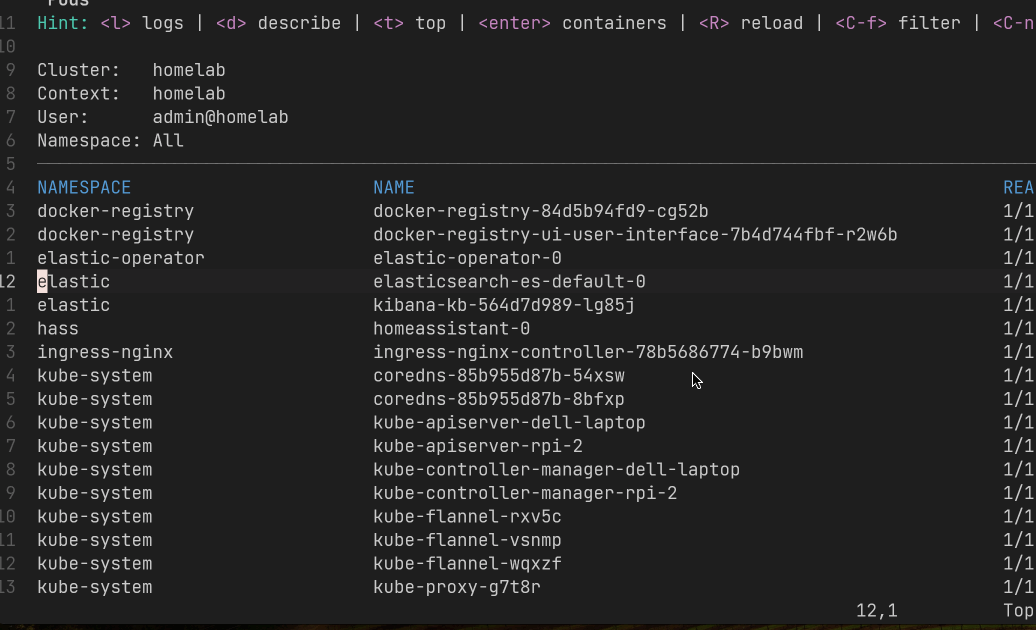 Pods
11 Hint: <l> logs | <d> describe | <t> top | <enter> containers | <R> reload | <C-f> filter | <C-n
10
9 Cluster: homelab
8 Context: homelab
7 User: admin@homelab
6 Namespace: All
5
4 NAMESPACE NAME REA
3 docker-registry docker-registry-84d5b94fd9-cg52b 1/1
2 docker-registry docker-registry-ui-user-interface-7b4d744fbf-r2w6b 1/1
1 elastic-operator elastic-operator-0 1/1
12 elastic elasticsearch-es-default-0 1/1
1 elastic kibana-kb-564d7d989-lg85j 1/1
2 hass homeassistant-0 1/1
3 ingress-nginx ingress-nginx-controller-78b5686774-b9bwm 1/1
4 kube-system coredns-85b955d87b-54xsw 1/1
5 kube-system coredns-85b955d87b-8bfxp 1/1
6 kube-system kube-apiserver-dell-laptop 1/1
7 kube-system kube-apiserver-rpi-2 1/1
8 kube-system kube-controller-manager-dell-laptop 1/1
9 kube-system kube-controller-manager-rpi-2 1/1
10 kube-system kube-flannel-rxv5c 1/1
11 kube-system kube-flannel-vsnmp 1/1
12 kube-system kube-flannel-wqxzf 1/1
13 kube-system kube-proxy-g7t8r 1/1
12,1 Top